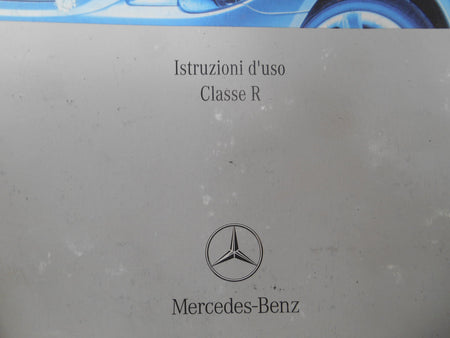 Istruzioni d'uso
Classe R
Mercedes-Benz